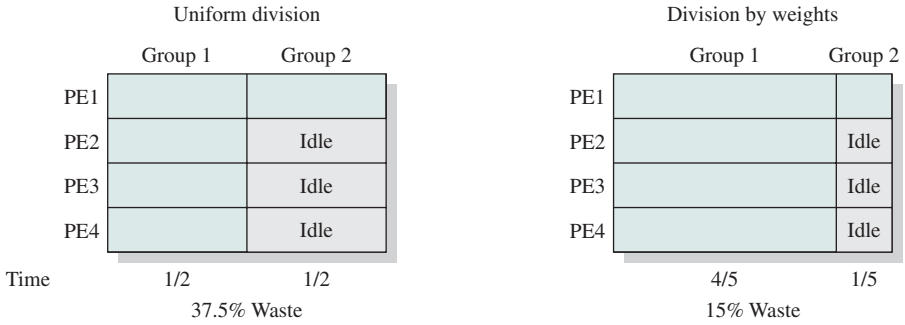 Uniform division
Group 1 Group 2
PE1
PE2 Idle
PE3 Idle
PE4 Idle
Time 1/2 1/2
37.5% Waste
Division by weights
Group 1 Group 2
PE1
PE2 Idle
PE3 Idle
PE4 Idle
4/5 1/5
15% Waste